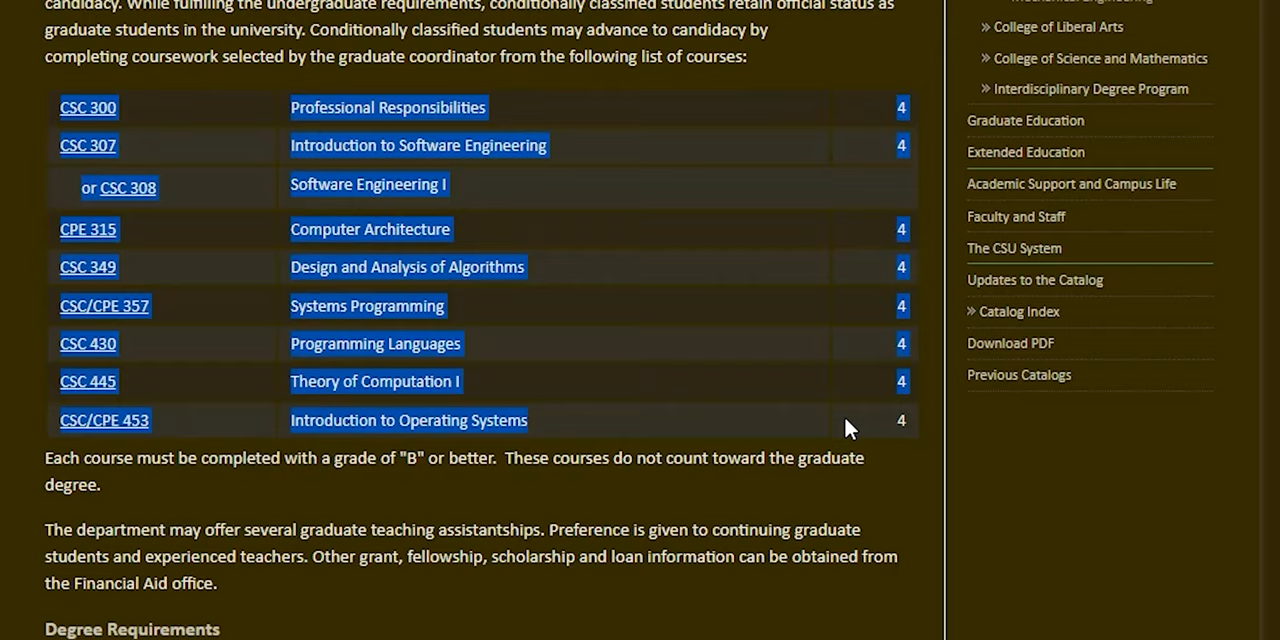 candidacy. While fulfilling the undergraduate requirements, conditionally classified students retain official status as
graduate students in the university. Conditionally classified students may advance to candidacy by
completing coursework selected by the graduate coordinator from the following list of courses:
CSC 300 Professional Responsibilities 4
CSC 307 Introduction to Software Engineering 4
or CSC 308 Software Engineering I
CPE 315 Computer Architecture 4
CSC 349 Design and Analysis of Algorithms 4
CSC/CPE 357 Systems Programming 4
CSC 430 Programming Languages 4
CSC 445 Theory of Computation I 4
CSC/CPE 453 Introduction to Operating Systems 4
Each course must be completed with a grade of "B" or better. These courses do not count toward the graduate
degree.
The department may offer several graduate teaching assistantships. Preference is given to continuing graduate
students and experienced teachers. Other grant, fellowship, scholarship and loan information can be obtained from
the Financial Aid office.
Degree Requirements
Mechanical Engineering
» College of Liberal Arts
» College of Science and Mathematics
» Interdisciplinary Degree Program
Graduate Education
Extended Education
Academic Support and Campus Life
Faculty and Staff
The CSU System
Updates to the Catalog
» Catalog Index
Download PDF
Previous Catalogs